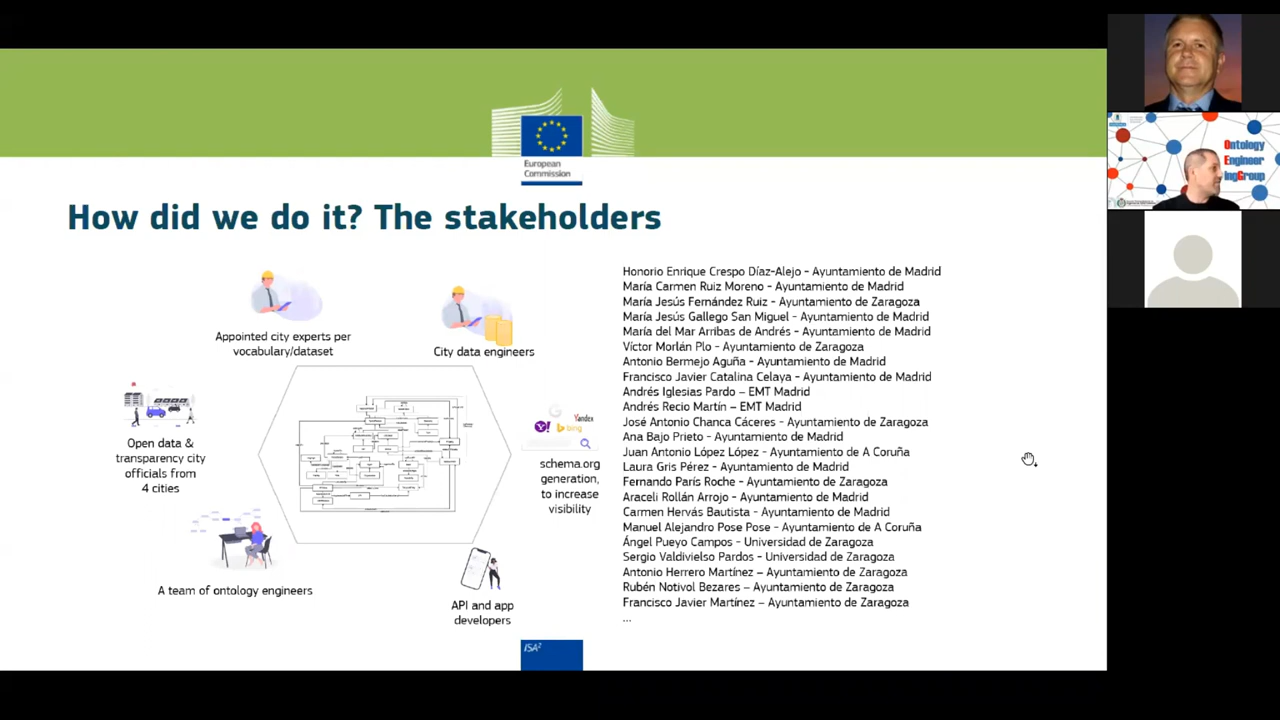 European
Commission
How did we do it? The stakeholders
Appointed city experts per
vocabulary/dataset
City data engineers
Open data &
transparency city
officials from
4 cities
Yandex
Y!
bing
schema.org
generation,
to increase
visibility
A team of ontology engineers
API and app
developers
Honorio Enrique Crespo Díaz-Alejo - Ayuntamiento de Madrid
María Carmen Ruiz Moreno - Ayuntamiento de Madrid
María Jesús Fernández Ruiz - Ayuntamiento de Zaragoza
María Jesús Gallego San Miguel - Ayuntamiento de Madrid
María del Mar Arribas de Andrés - Ayuntamiento de Madrid
Víctor Morlán Plo - Ayuntamiento de Zaragoza
Antonio Bermejo Aguña - Ayuntamiento de Madrid
Francisco Javier Catalina Celaya - Ayuntamiento de Madrid
Andrés Iglesias Pardo – EMT Madrid
Andrés Recio Martín – EMT Madrid
José Antonio Chanca Cáceres - Ayuntamiento de Zaragoza
Ana Bajo Prieto - Ayuntamiento de Madrid
Juan Antonio López López - Ayuntamiento de A Coruña
Laura Gris Pérez - Ayuntamiento de Madrid
Fernando París Roche - Ayuntamiento de Zaragoza
Araceli Rollán Arrojo - Ayuntamiento de Madrid
Carmen Hervás Bautista - Ayuntamiento de Madrid
Manuel Alejandro Pose Pose - Ayuntamiento de A Coruña
Ángel Pueyo Campos - Universidad de Zaragoza
Sergio Valdivielso Pardos - Universidad de Zaragoza
Antonio Herrero Martínez – Ayuntamiento de Zaragoza
Rubén Notivol Bezares – Ayuntamiento de Zaragoza
Francisco Javier Martínez – Ayuntamiento de Zaragoza
...
ISA²
Ontology
Engineer
ingGroup